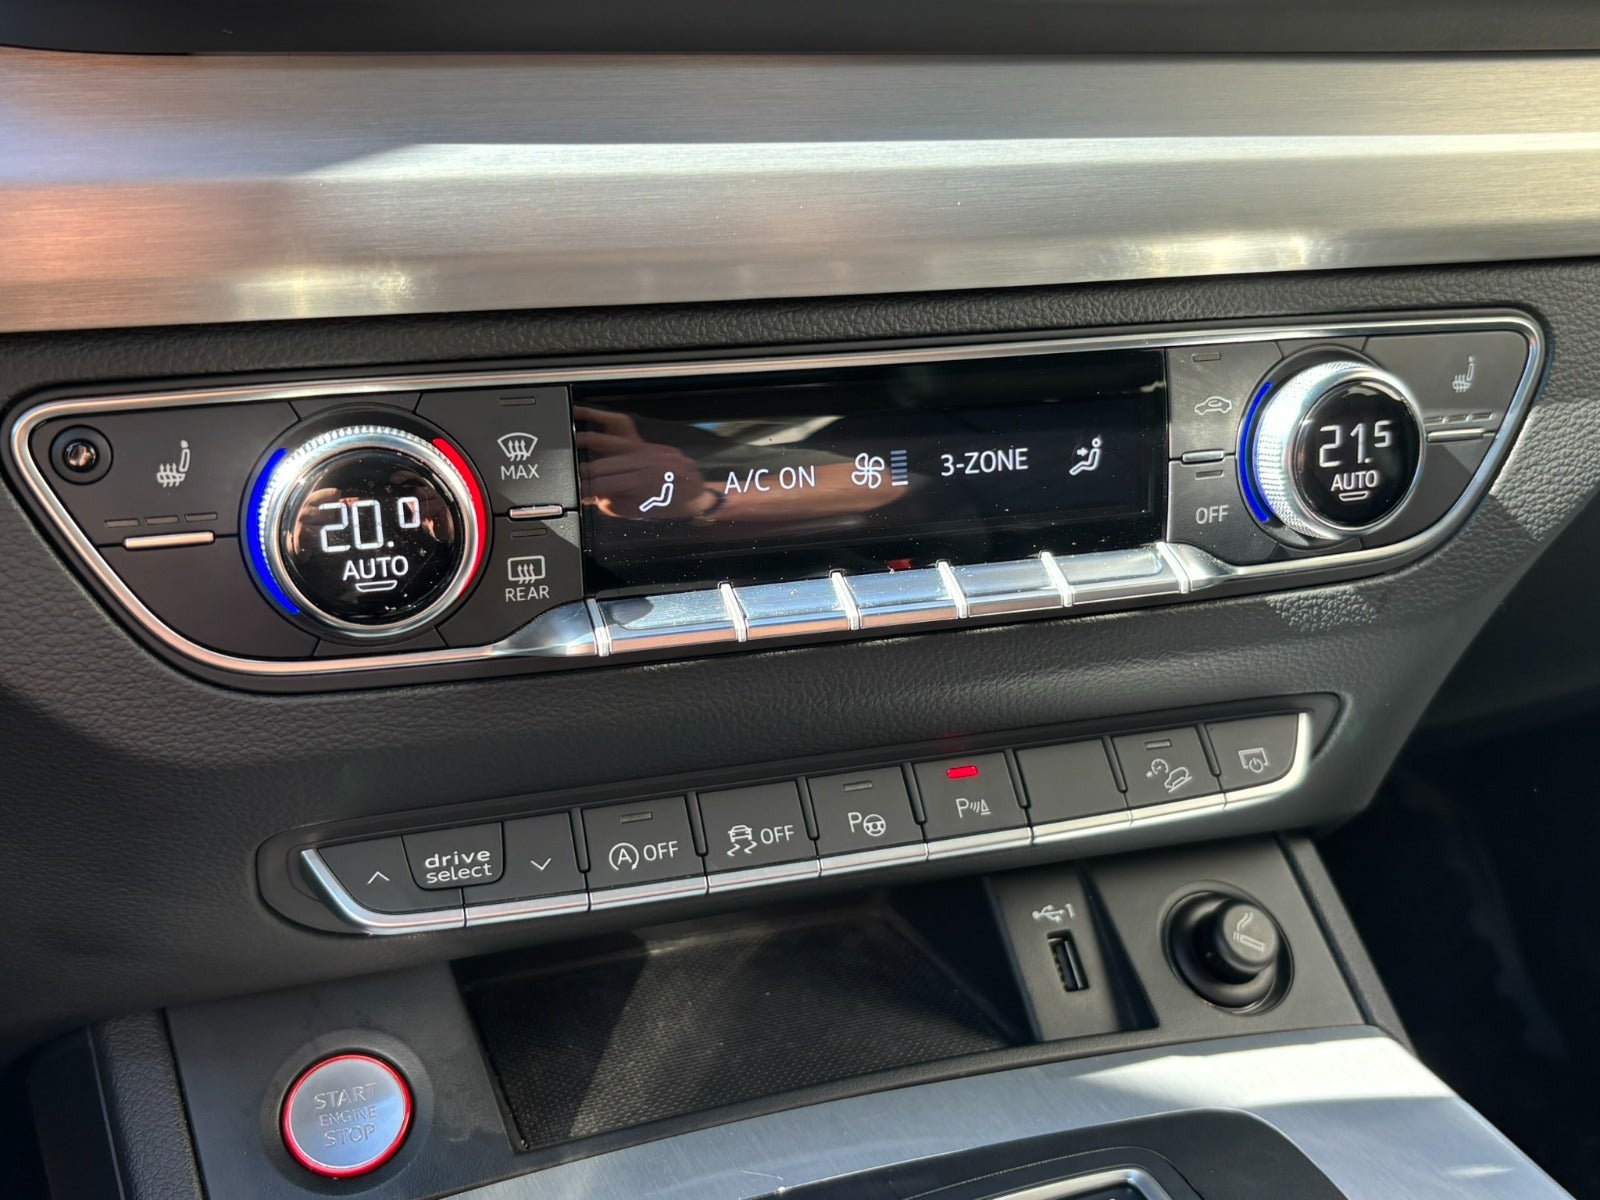 MAX
20.0
AUTO
REAR
A/C ON
3-ZONE
OFF
21.5
AUTO
drive
select
A OFF
OFF
P
P
1
START
ENGINE
STOP